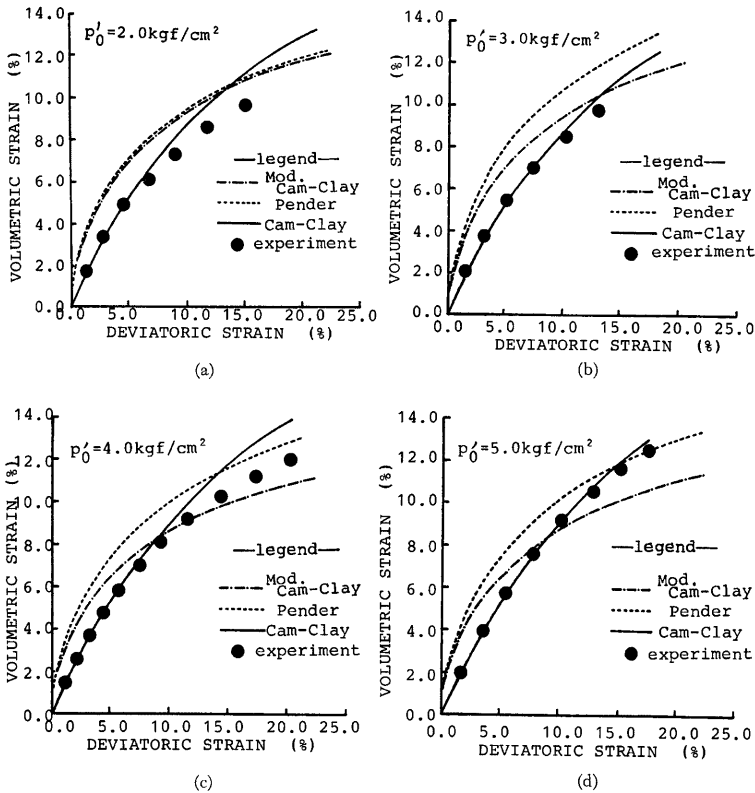 14.0
12.0
10.0
8.0
6.0
4.0
2.0
0.0
VOLUMETRIC STRAIN (%)
p′₀=2.0kgf/cm²
legend
Mod. Cam-Clay
Pender
Cam-Clay
experiment
0.0 5.0 10.0 15.0 20.0 25.0
DEVIATORIC STRAIN (%)
(a)
14.0
12.0
10.0
8.0
6.0
4.0
2.0
0.0
VOLUMETRIC STRAIN (%)
p′₀=3.0kgf/cm²
legend
Mod. Cam-Clay
Pender
Cam-Clay
experiment
0.0 5.0 10.0 15.0 20.0 25.0
DEVIATORIC STRAIN (%)
(b)
14.0
12.0
10.0
8.0
6.0
4.0
2.0
0.0
VOLUMETRIC STRAIN (%)
p′₀=4.0kgf/cm²
legend
Mod. Cam-Clay
Pender
Cam-Clay
experiment
0.0 5.0 10.0 15.0 20.0 25.0
DEVIATORIC STRAIN (%)
(c)
14.0
12.0
10.0
8.0
6.0
4.0
2.0
0.0
VOLUMETRIC STRAIN (%)
p′₀=5.0kgf/cm²
legend
Mod. Cam-Clay
Pender
Cam-Clay
experiment
0.0 5.0 10.0 15.0 20.0 25.0
DEVIATORIC STRAIN (%)
(d)